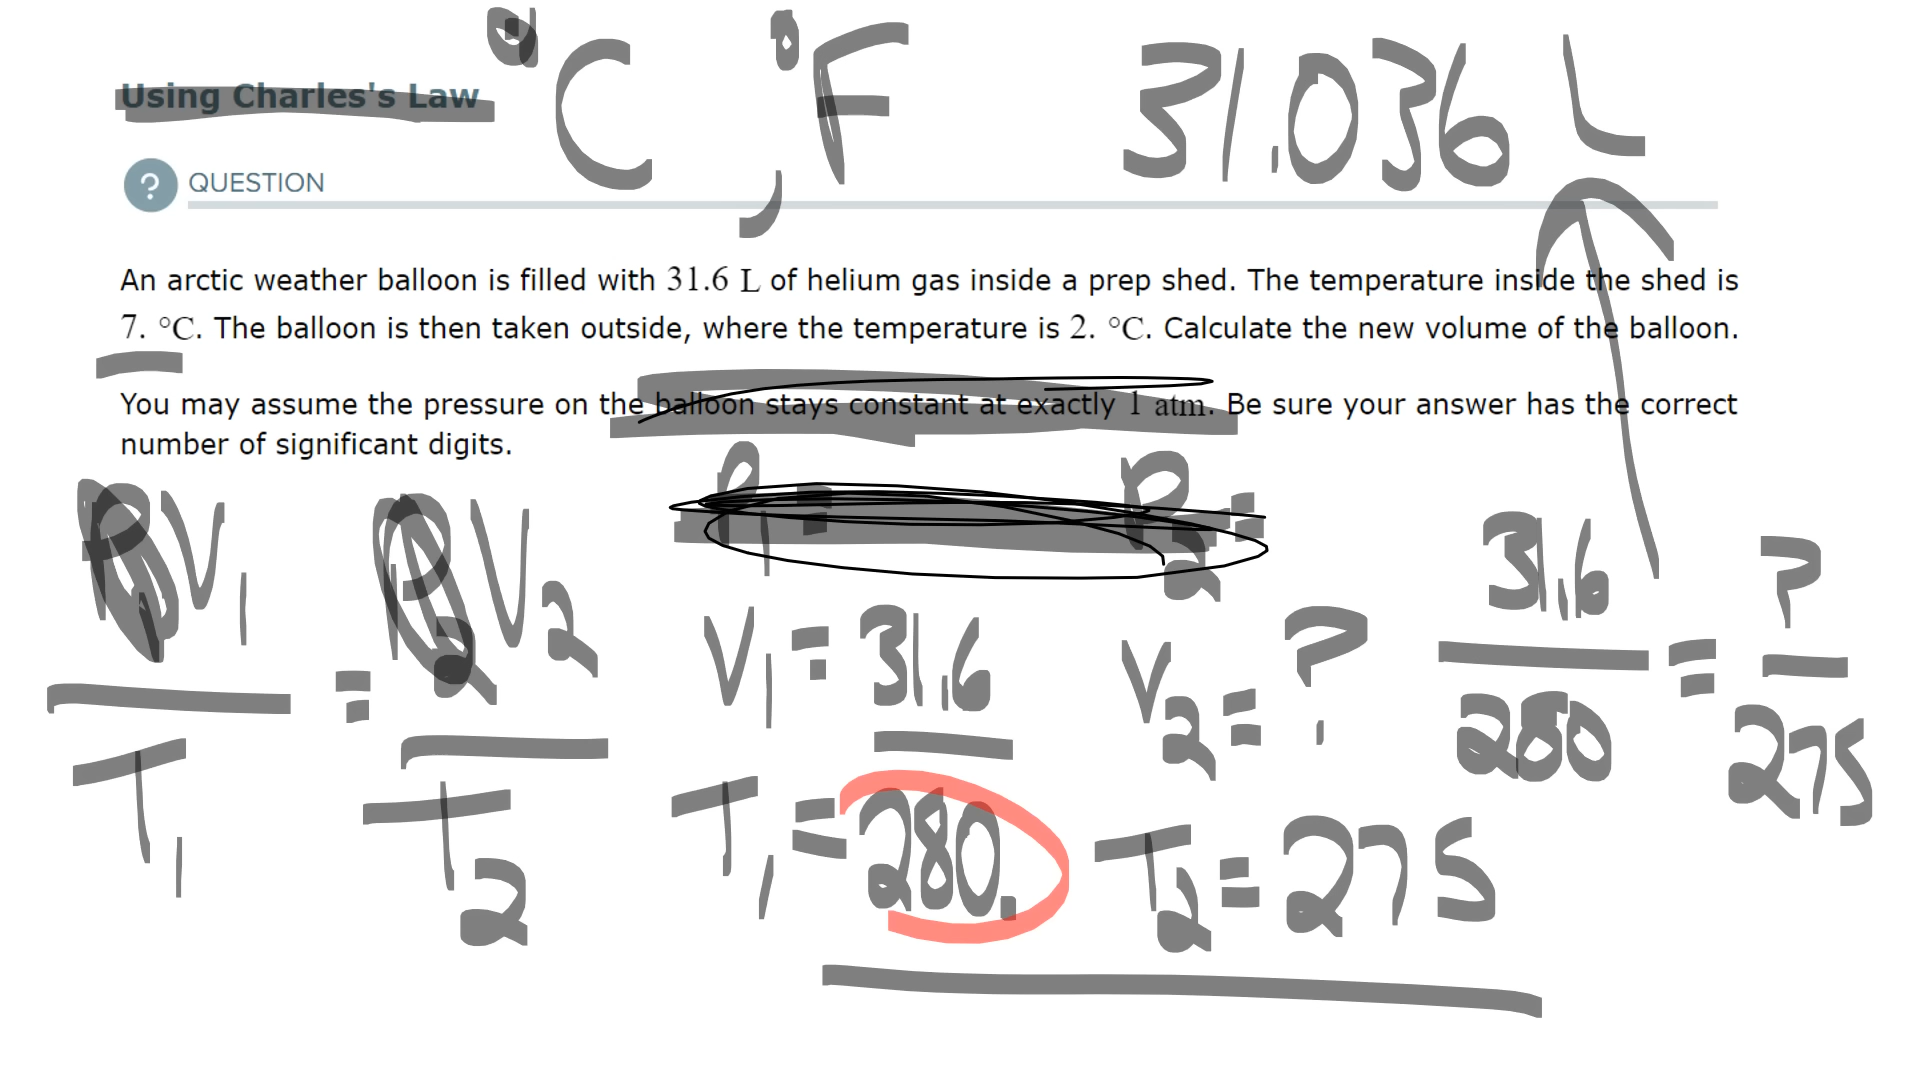 °C, °F 31.036 L
Using Charles's Law
? QUESTION
An arctic weather balloon is filled with 31.6 L of helium gas inside a prep shed. The temperature inside the shed is
7. °C. The balloon is then taken outside, where the temperature is 2. °C. Calculate the new volume of the balloon.
You may assume the pressure on the balloon stays constant at exactly 1 atm. Be sure your answer has the correct
number of significant digits.
P1 = P2 =
P1V1 = P2V2
T1 T2
V1 = 31.6 V2 = ?
T1 = 280. T2 = 275
31.6 = ?
280 275